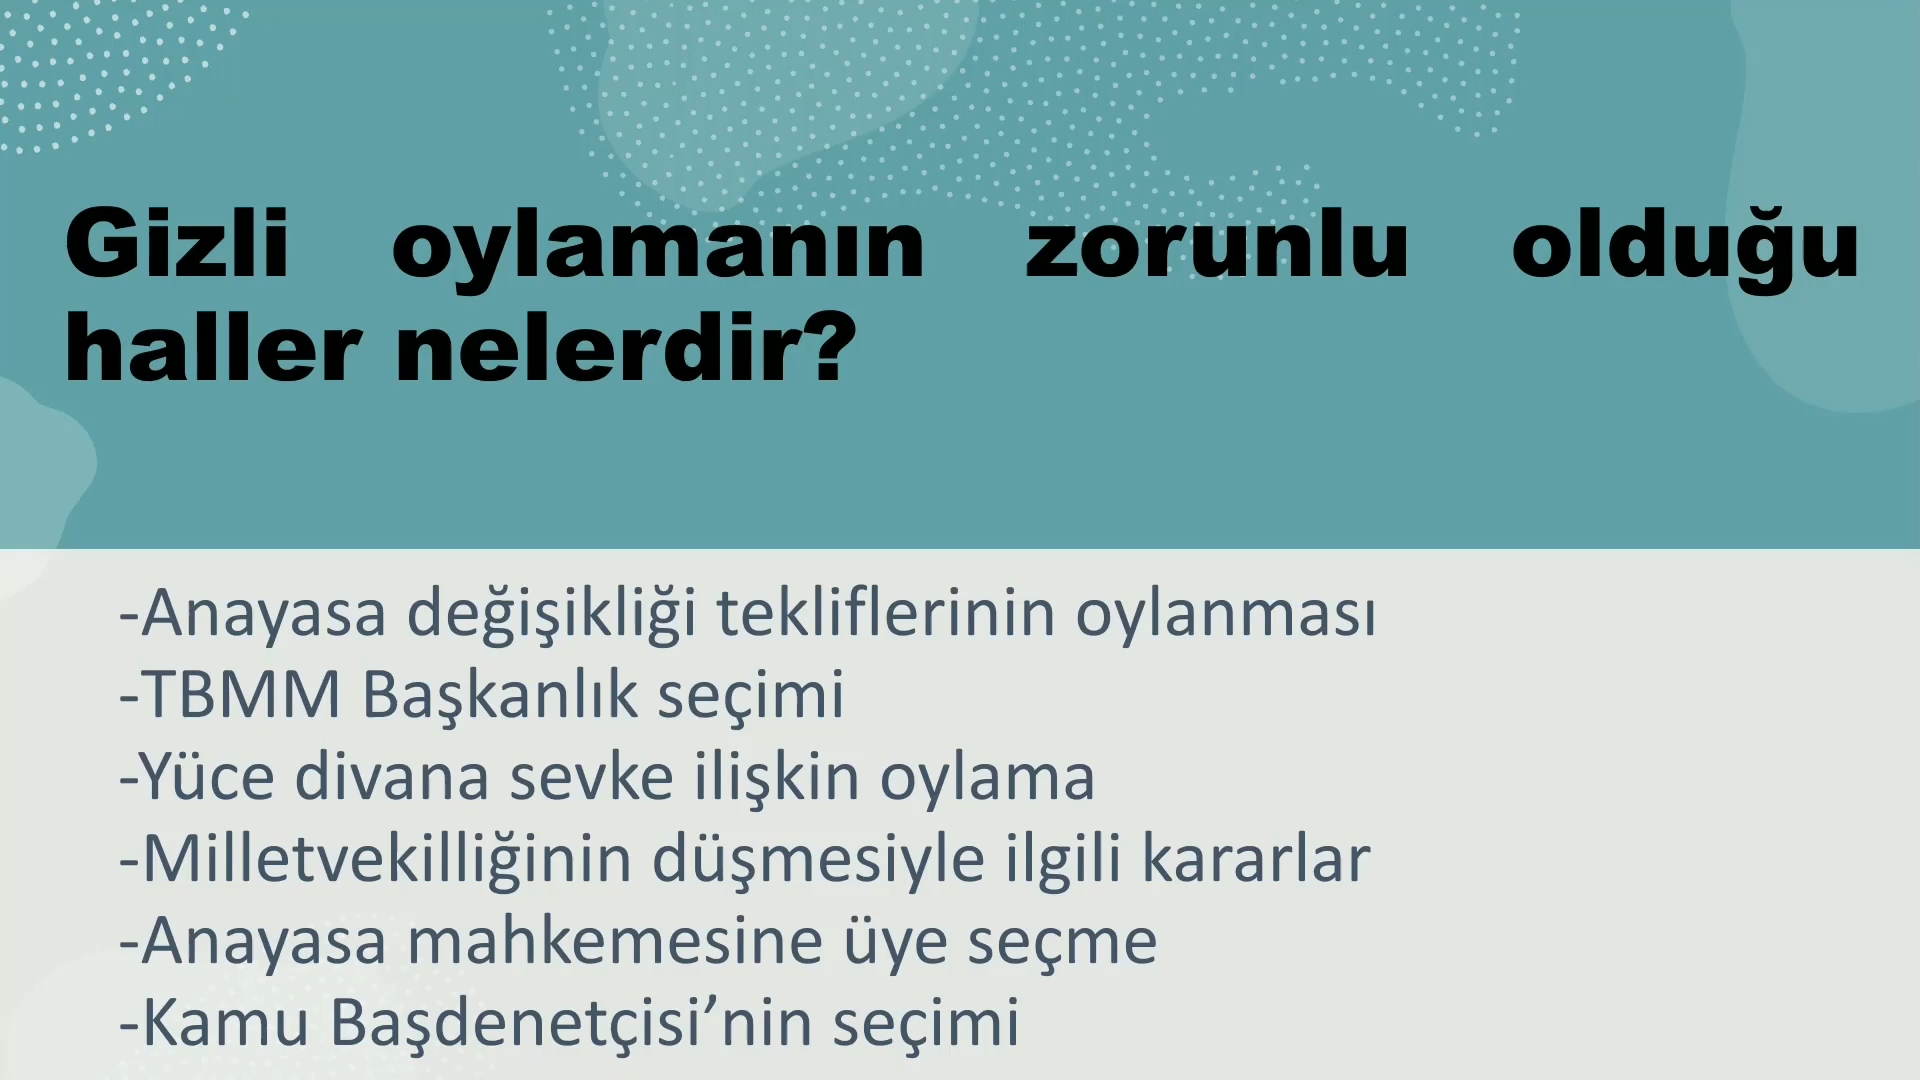 Gizli oylamanın zorunlu olduğu
haller nelerdir?
-Anayasa değişikliği tekliflerinin oylanması
-TBMM Başkanlık seçimi
-Yüce divana sevke ilişkin oylama
-Milletvekilliğinin düşmesiyle ilgili kararlar
-Anayasa mahkemesine üye seçme
-Kamu Başdenetçisi’nin seçimi